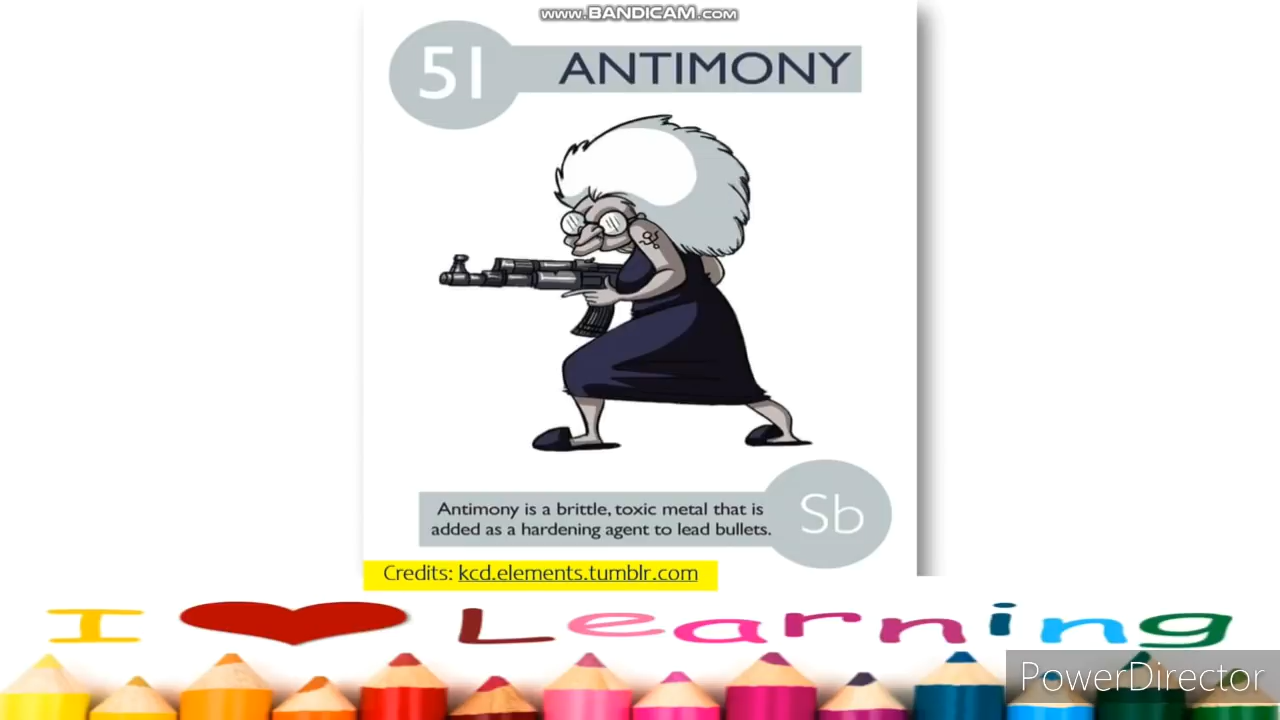 www.BANDICAM.com
51 ANTIMONY
Antimony is a brittle, toxic metal that is
added as a hardening agent to lead bullets.
Sb
Credits: kcd.elements.tumblr.com
I Learning
PowerDirector